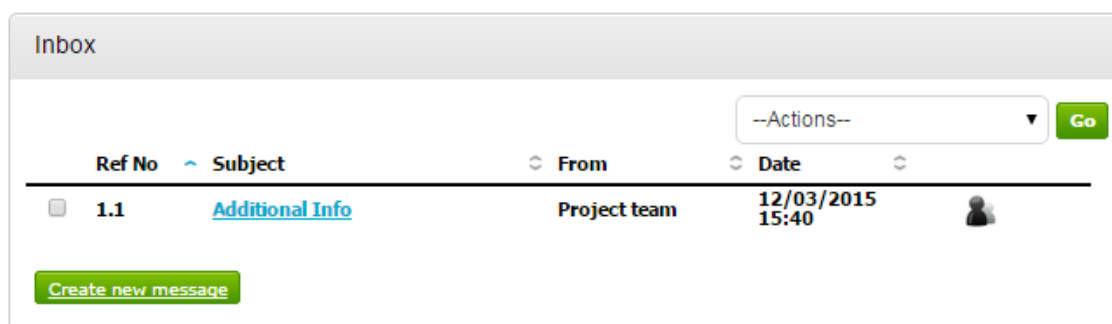 Inbox
--Actions-- Go
Ref No Subject From Date
1.1 Additional Info Project team 12/03/2015
15:40
Create new message